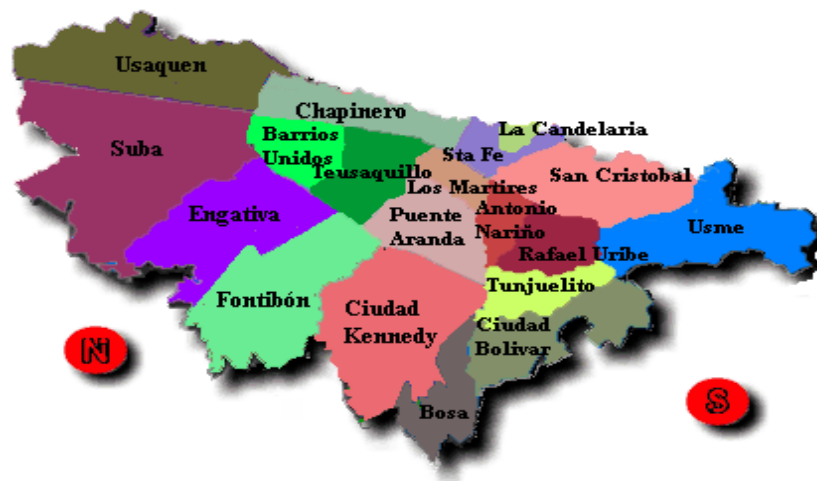 Usaquen
Chapinero
La Candelaria
Barrios
Unidos
Suba
Sta Fe
Teusaquillo
San Cristobal
Los Martires
Engativa
Puente
Aranda
Antonio
Nariño
Usme
Rafael Uribe
Tunjuelito
Fontibón
Ciudad
Kennedy
Ciudad
Bolivar
N
S
Bosa